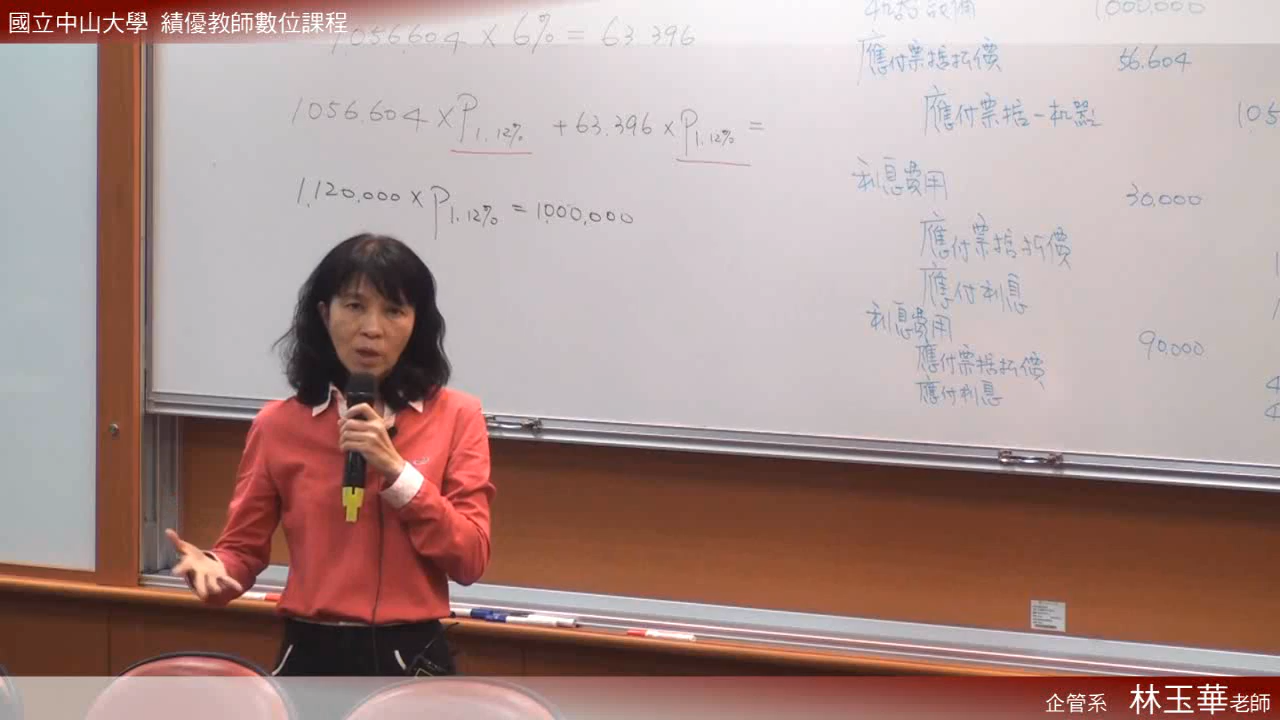 國立中山大學 績優教師數位課程
1,056,604 × 6% = 63,396
1056,604 × P1,12% + 63,396 × P1,12% =
1,120,000 × P1,12% = 1,000,000
1000,000
應付票據折價 56,604
應付票據-机器 105
利息費用 30,000
應付票據折價
應付利息
利息費用 90,000
應付票據折價
應付利息
企管系 林玉華老師